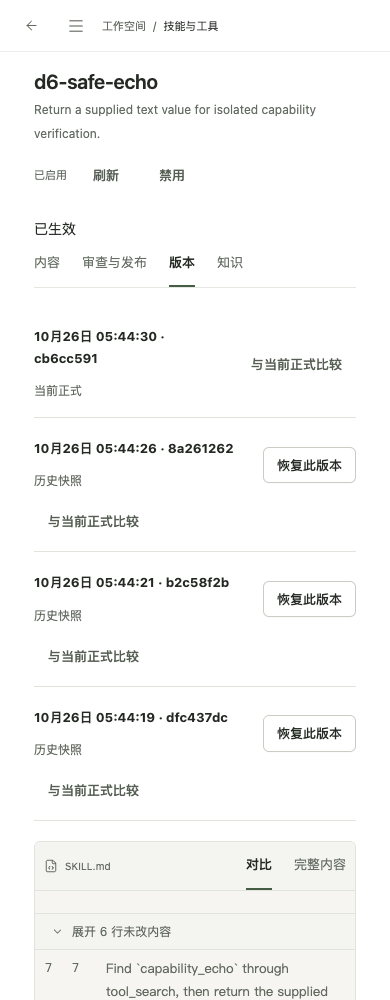 工作空间 / 技能与工具
d6-safe-echo
Return a supplied text value for isolated capability
verification.
已启用 刷新 禁用
已生效
内容 审查与发布 版本 知识
10月26日 05:44:30 ·
cb6cc591
与当前正式比较
当前正式
10月26日 05:44:26 · 8a261262
恢复此版本
历史快照
与当前正式比较
10月26日 05:44:21 · b2c58f2b
恢复此版本
历史快照
与当前正式比较
10月26日 05:44:19 · dfc437dc
恢复此版本
历史快照
与当前正式比较
SKILL.md 对比 完整内容
展开 6 行未改内容
7 7 Find `capability_echo` through
tool_search, then return the supplied